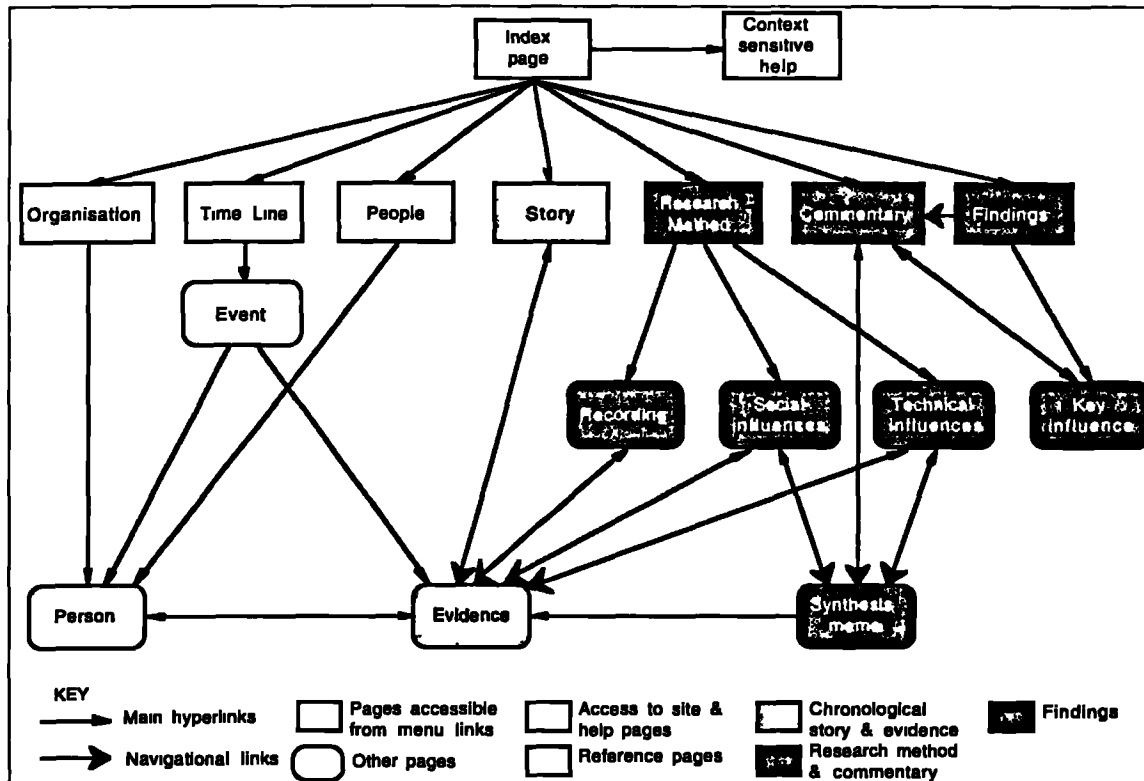 Index
page
Context
sensitive
help
Organisation
Time Line
People
Story
Research
Method
Commentary
Findings
Event
Recording
Social
influences
Technical
influences
Key
influence
Person
Evidence
Synthesis
memo
KEY
Main hyperlinks
Navigational links
Pages accessible
from menu links
Other pages
Access to site &
help pages
Reference pages
Chronological
story & evidence
Research method
& commentary
Findings